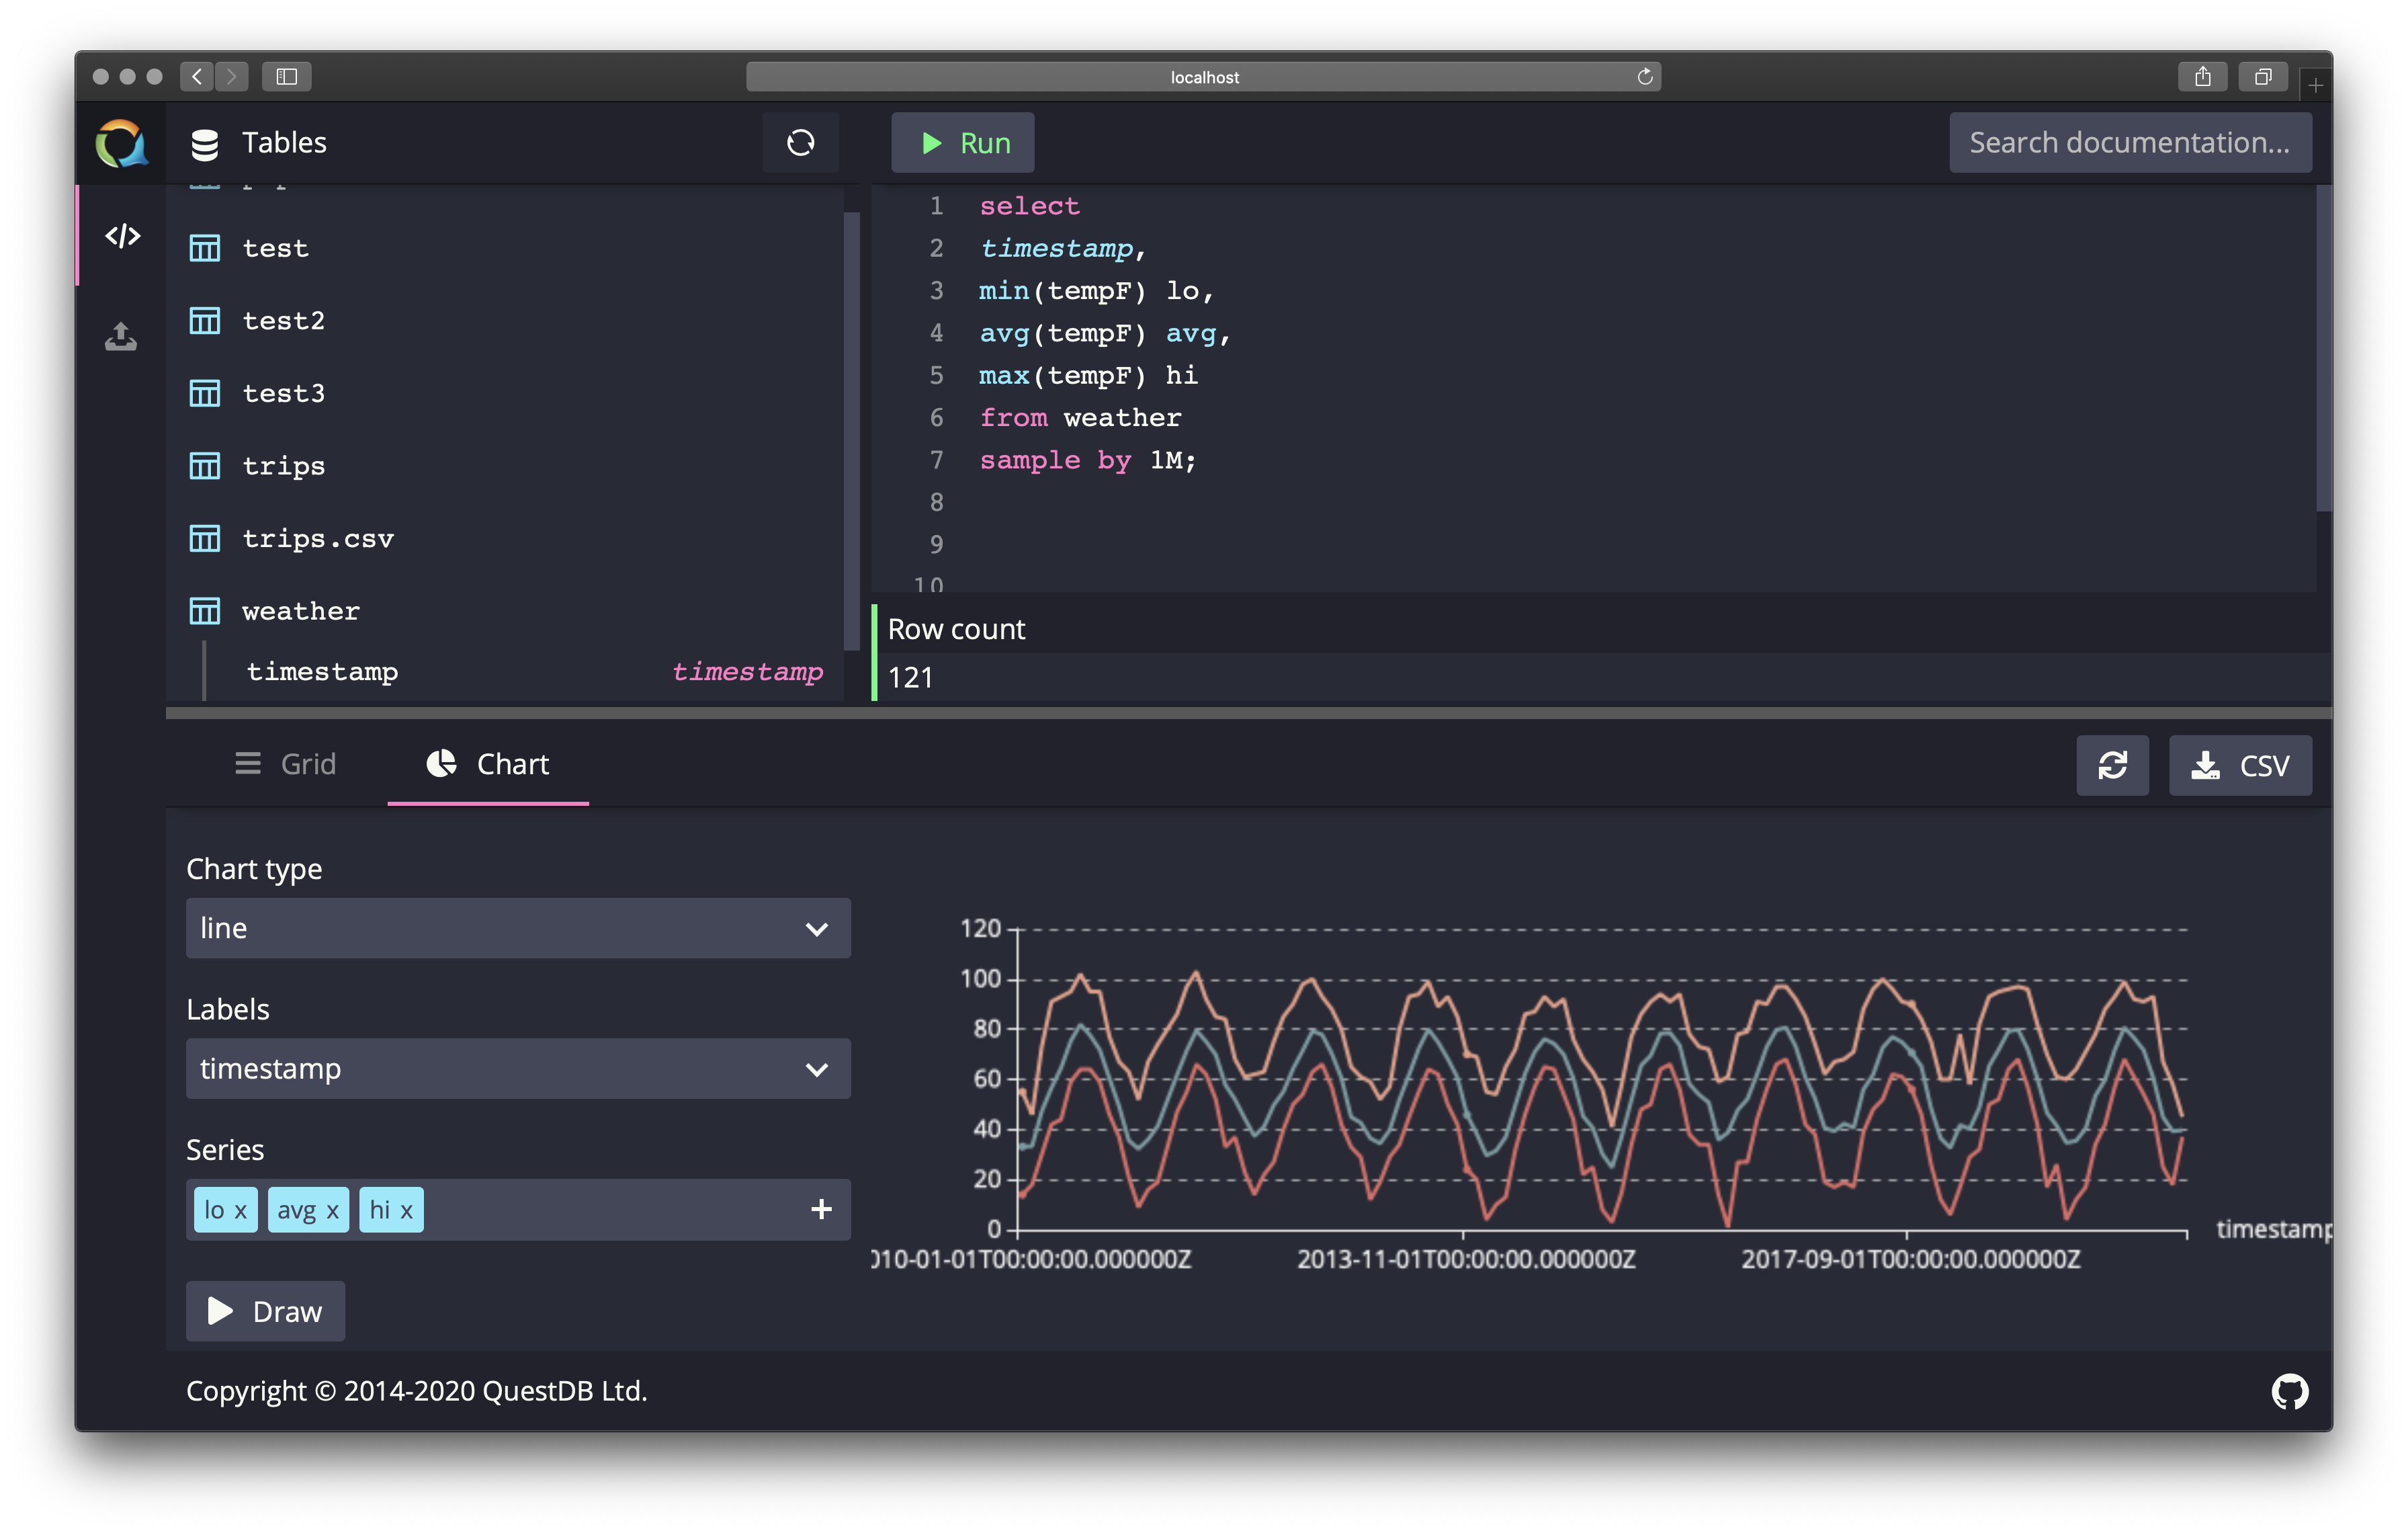 localhost
Tables
Run
Search documentation...
test
test2
test3
trips
trips.csv
weather
timestamp timestamp
1 select
2 timestamp,
3 min(tempF) lo,
4 avg(tempF) avg,
5 max(tempF) hi
6 from weather
7 sample by 1M;
8
9
10
Row count
121
Grid
Chart
CSV
Chart type
line
Labels
timestamp
Series
lo x avg x hi x
Draw
120
100
80
60
40
20
0
010-01-01T00:00:00.000000Z 2013-11-01T00:00:00.000000Z 2017-09-01T00:00:00.000000Z
timestamp
Copyright © 2014-2020 QuestDB Ltd.